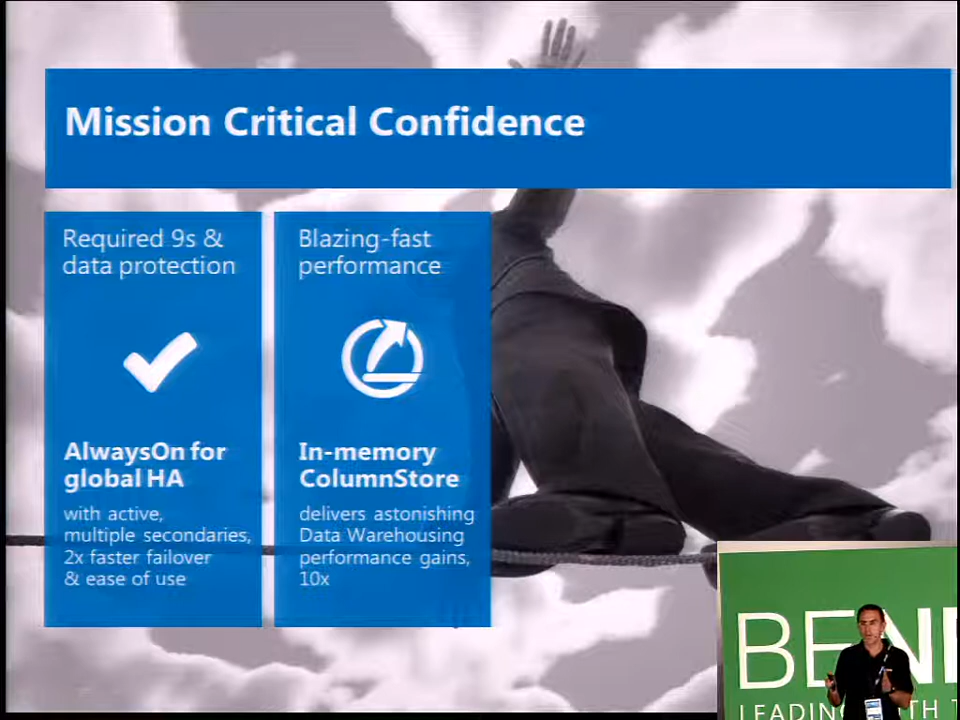 Mission Critical Confidence
Required 9s &
data protection
AlwaysOn for
global HA
with active,
multiple secondaries,
2x faster failover
& ease of use
Blazing-fast
performance
In-memory
ColumnStore
delivers astonishing
Data Warehousing
performance gains,
10x
LEADING